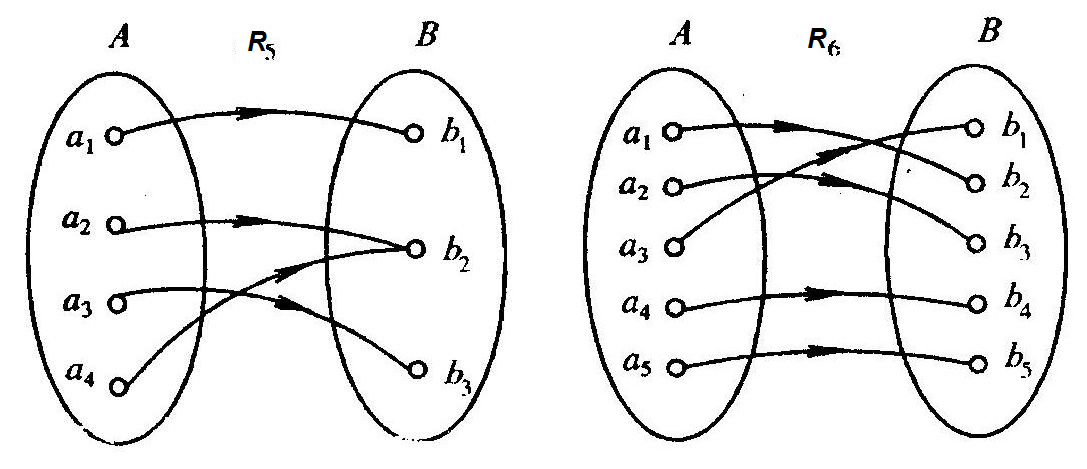 A R₅ B
a₁ b₁
a₂ b₂
a₃
a₄ b₃
A R₆ B
a₁ b₁
a₂ b₂
a₃ b₃
a₄ b₄
a₅ b₅